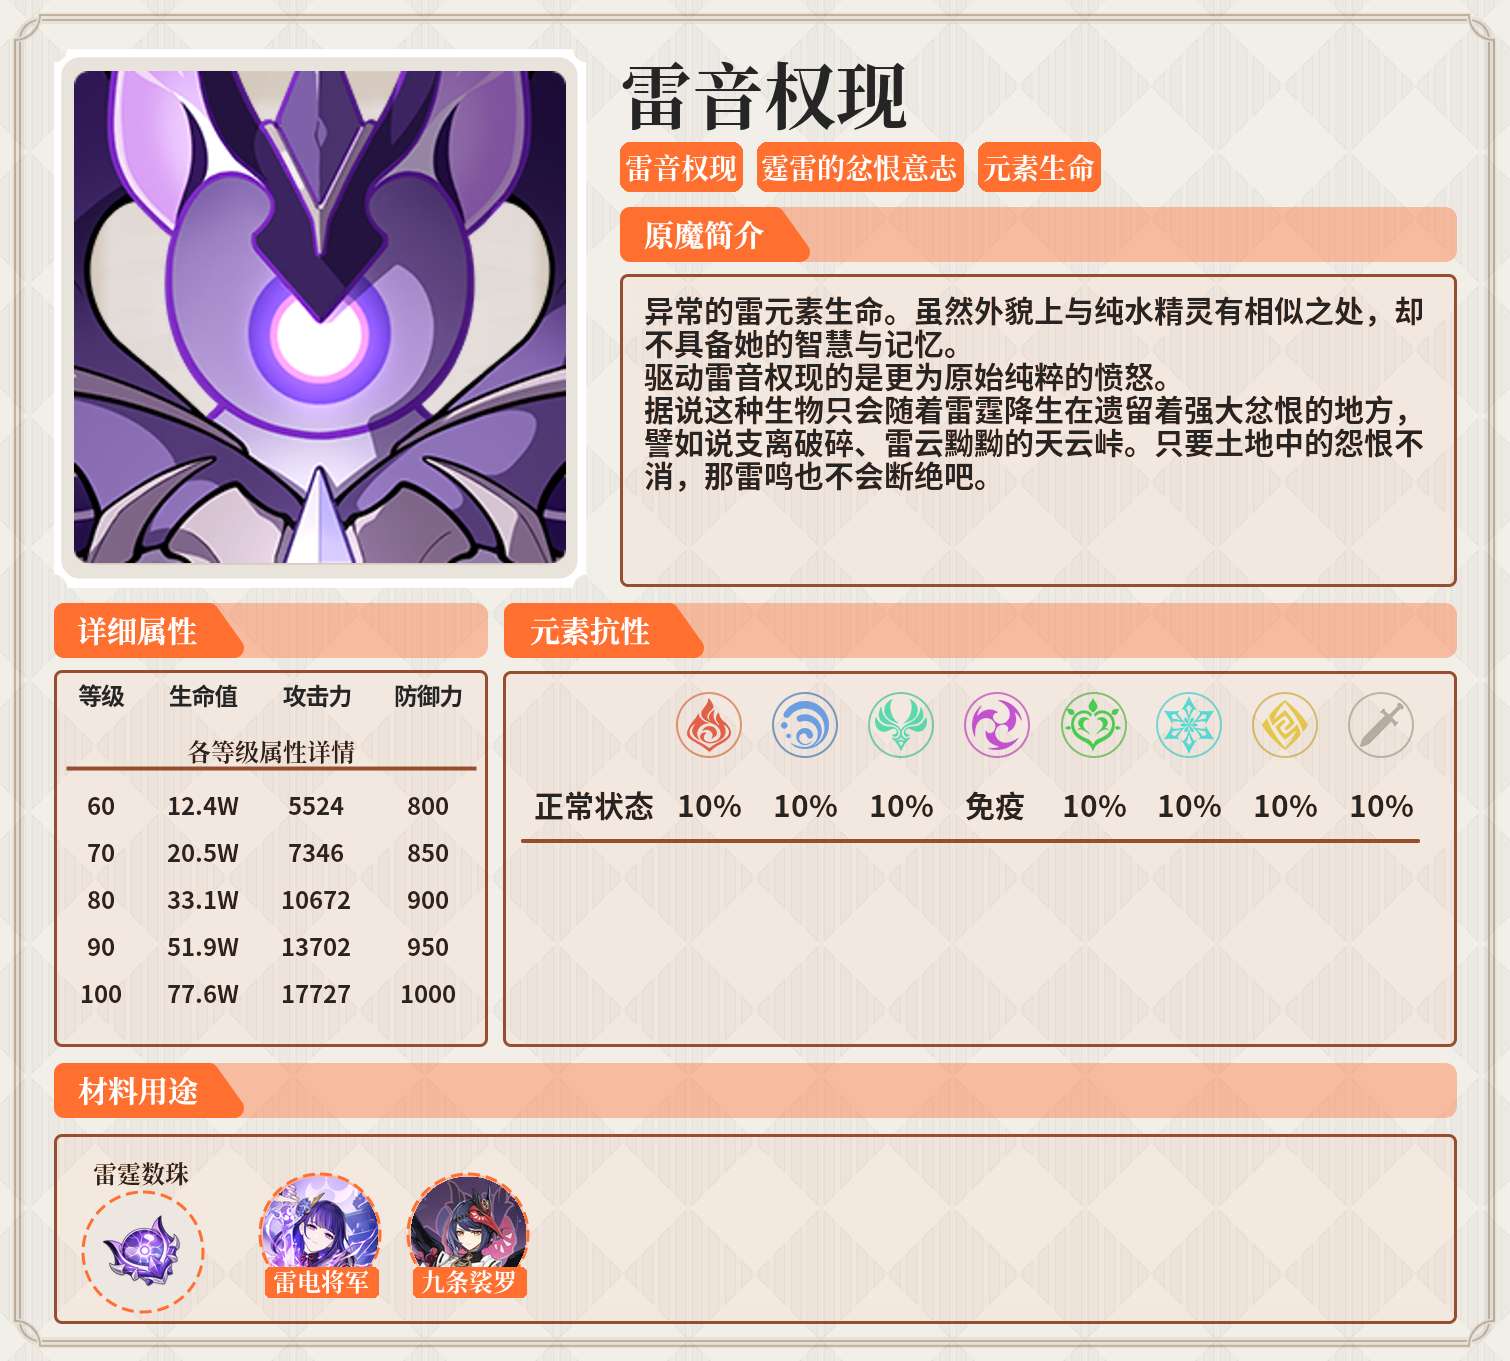 雷音权现
雷音权现 霆雷的忿恨意志 元素生命
原魔简介
异常的雷元素生命。虽然外貌上与纯水精灵有相似之处，却
不具备她的智慧与记忆。
驱动雷音权现的是更为原始纯粹的愤怒。
据说这种生物只会随着雷霆降生在遗留着强大忿恨的地方，
譬如说支离破碎、雷云黝黝的天云峠。只要土地中的怨恨不
消，那雷鸣也不会断绝吧。
详细属性
等级 生命值 攻击力 防御力
各等级属性详情
60 12.4W 5524 800
70 20.5W 7346 850
80 33.1W 10672 900
90 51.9W 13702 950
100 77.6W 17727 1000
元素抗性
正常状态 10% 10% 10% 免疫 10% 10% 10% 10%
材料用途
雷霆数珠
雷电将军 九条裟罗